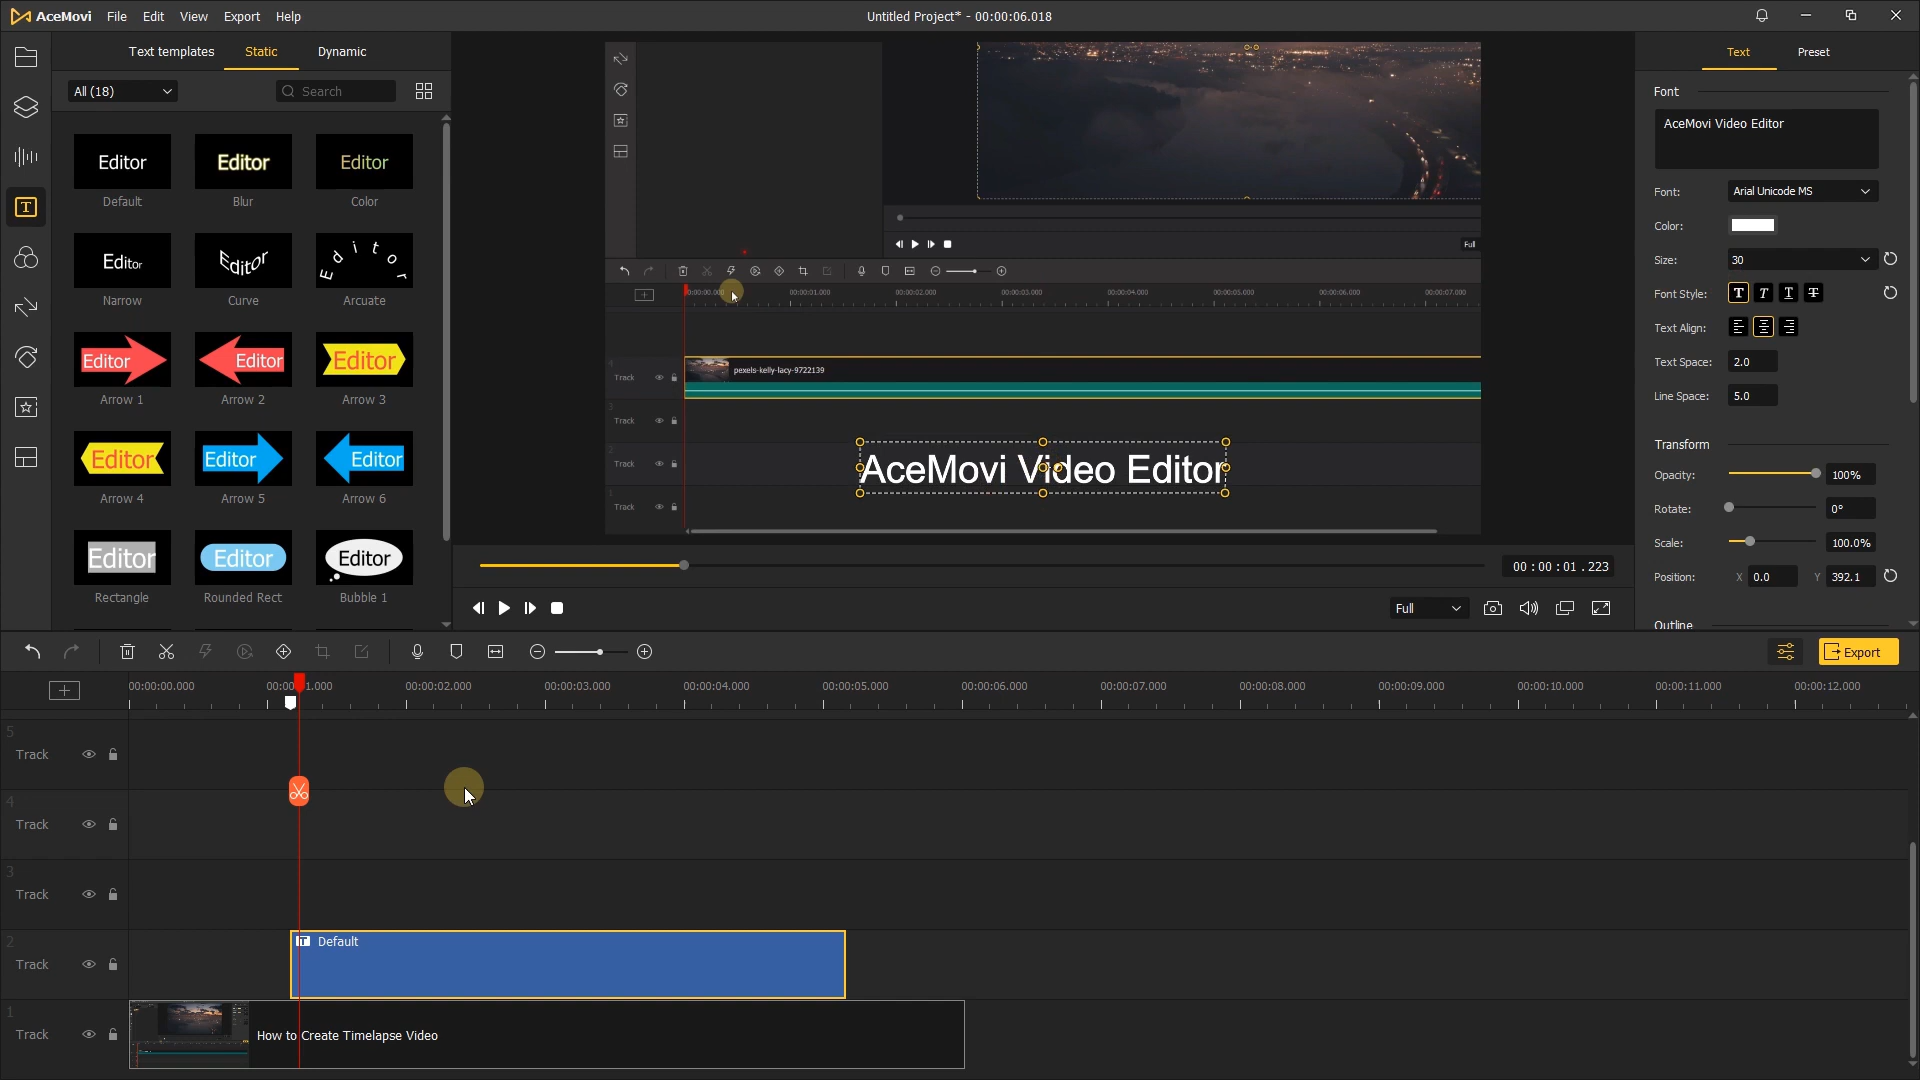 AceMovi File Edit View Export Help
Untitled Project* - 00:00:06.018
Text templates Static Dynamic
All (18)
Search
Editor Editor Editor
Default Blur Color
Editor Editor Editor
Narrow Curve Arcuate
Editor Editor Editor
Arrow 1 Arrow 2 Arrow 3
Editor Editor Editor
Arrow 4 Arrow 5 Arrow 6
Editor Editor Editor
Rectangle Rounded Rect Bubble 1
Full
00:00:00.000 00:00:01.000 00:00:02.000 00:00:03.000 00:00:04.000 00:00:05.000 00:00:06.000 00:00:07.000
4
Track
pexels-kelly-lacy-9722139
3
Track
2
Track
1
Track
AceMovi Video Editor
00 : 00 : 01 . 223
Full
Text Preset
Font
AceMovi Video Editor
Font: Arial Unicode MS
Color:
Size: 30
Font Style: T T T T
Text Align:
Text Space: 2.0
Line Space: 5.0
Transform
Opacity: 100%
Rotate: 0°
Scale: 100.0%
Position: X 0.0 Y 392.1
Outline
Export
00:00:00.000 00:00:01.000 00:00:02.000 00:00:03.000 00:00:04.000 00:00:05.000 00:00:06.000 00:00:07.000 00:00:08.000 00:00:09.000 00:00:10.000 00:00:11.000 00:00:12.000
5
Track
4
Track
3
Track
2
Track
T Default
1
Track
How to Create Timelapse Video